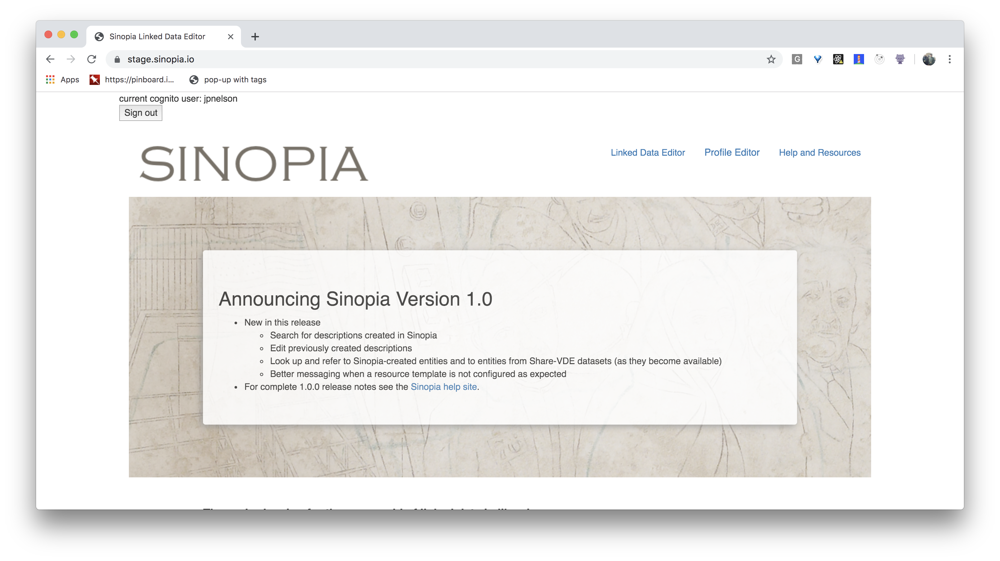 Sinopia Linked Data Editor
stage.sinopia.io
G
Apps
https://pinboard.i...
pop-up with tags
current cognito user: jpnelson
Sign out
SINOPIA
Linked Data Editor
Profile Editor
Help and Resources
Announcing Sinopia Version 1.0
• New in this release
◦ Search for descriptions created in Sinopia
◦ Edit previously created descriptions
◦ Look up and refer to Sinopia-created entities and to entities from Share-VDE datasets (as they become available)
◦ Better messaging when a resource template is not configured as expected
• For complete 1.0.0 release notes see the Sinopia help site.